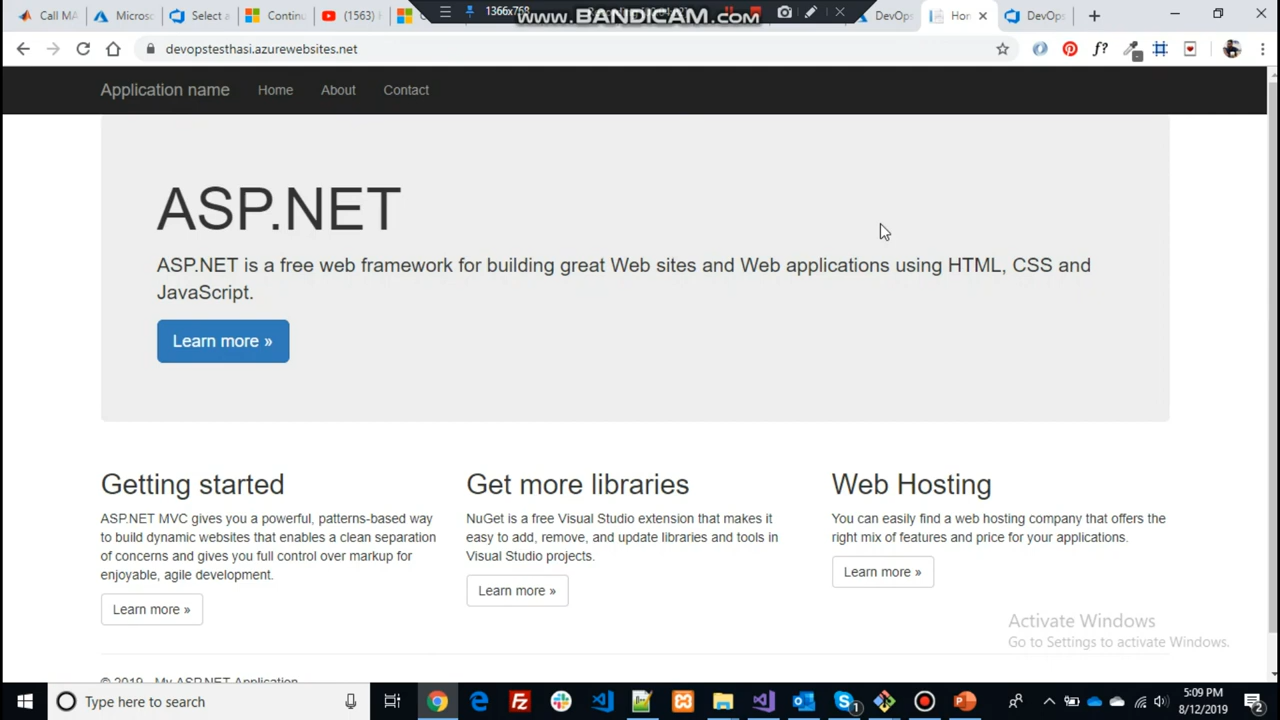 Call MA
Micros
Select a
Contin
(1563)
1366x768
WWW.BANDICAM.COM
DevOps
Hom
DevOps
devopstesthasi.azurewebsites.net
f?
Application name
Home
About
Contact
ASP.NET
ASP.NET is a free web framework for building great Web sites and Web applications using HTML, CSS and
JavaScript.
Learn more »
Getting started
Get more libraries
Web Hosting
ASP.NET MVC gives you a powerful, patterns-based way
to build dynamic websites that enables a clean separation
of concerns and gives you full control over markup for
enjoyable, agile development.
Learn more »
NuGet is a free Visual Studio extension that makes it
easy to add, remove, and update libraries and tools in
Visual Studio projects.
Learn more »
You can easily find a web hosting company that offers the
right mix of features and price for your applications.
Learn more »
Activate Windows
Go to Settings to activate Windows.
© 2019 - My ASP.NET Application
Type here to search
5:09 PM
8/12/2019